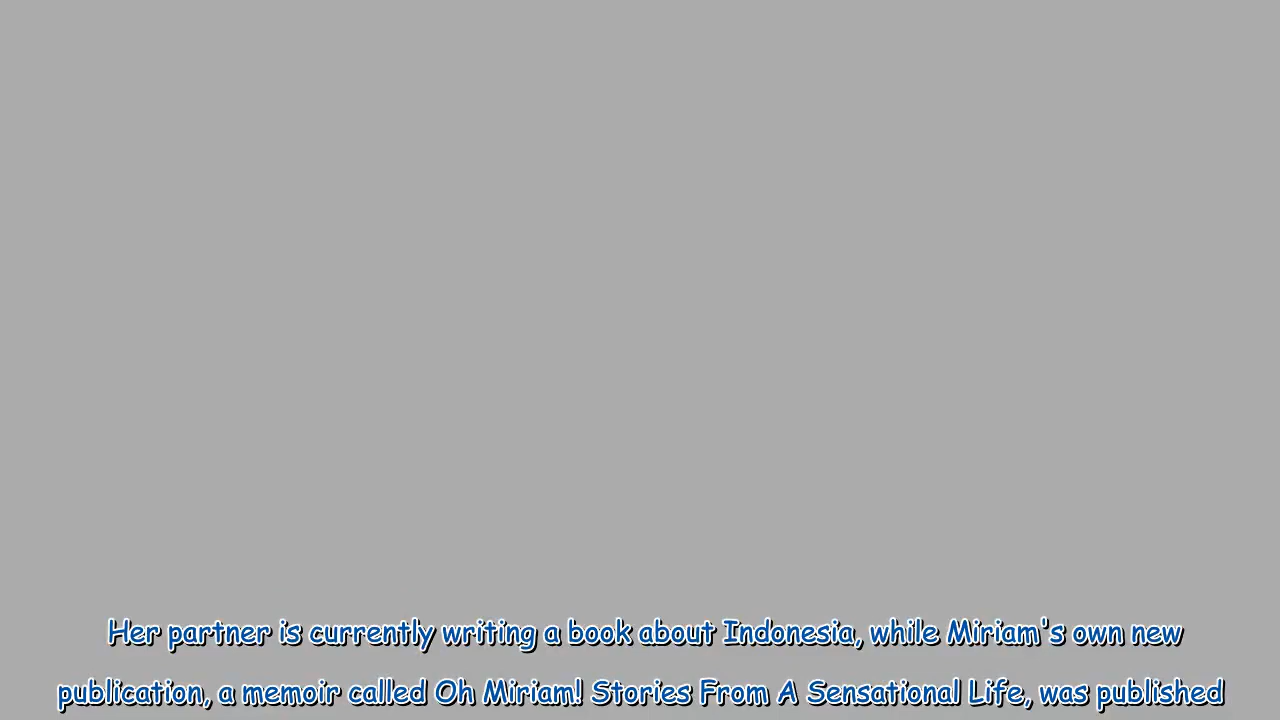 Her partner is currently writing a book about Indonesia, while Miriam's own new
publication, a memoir called Oh Miriam! Stories From A Sensational Life, was published